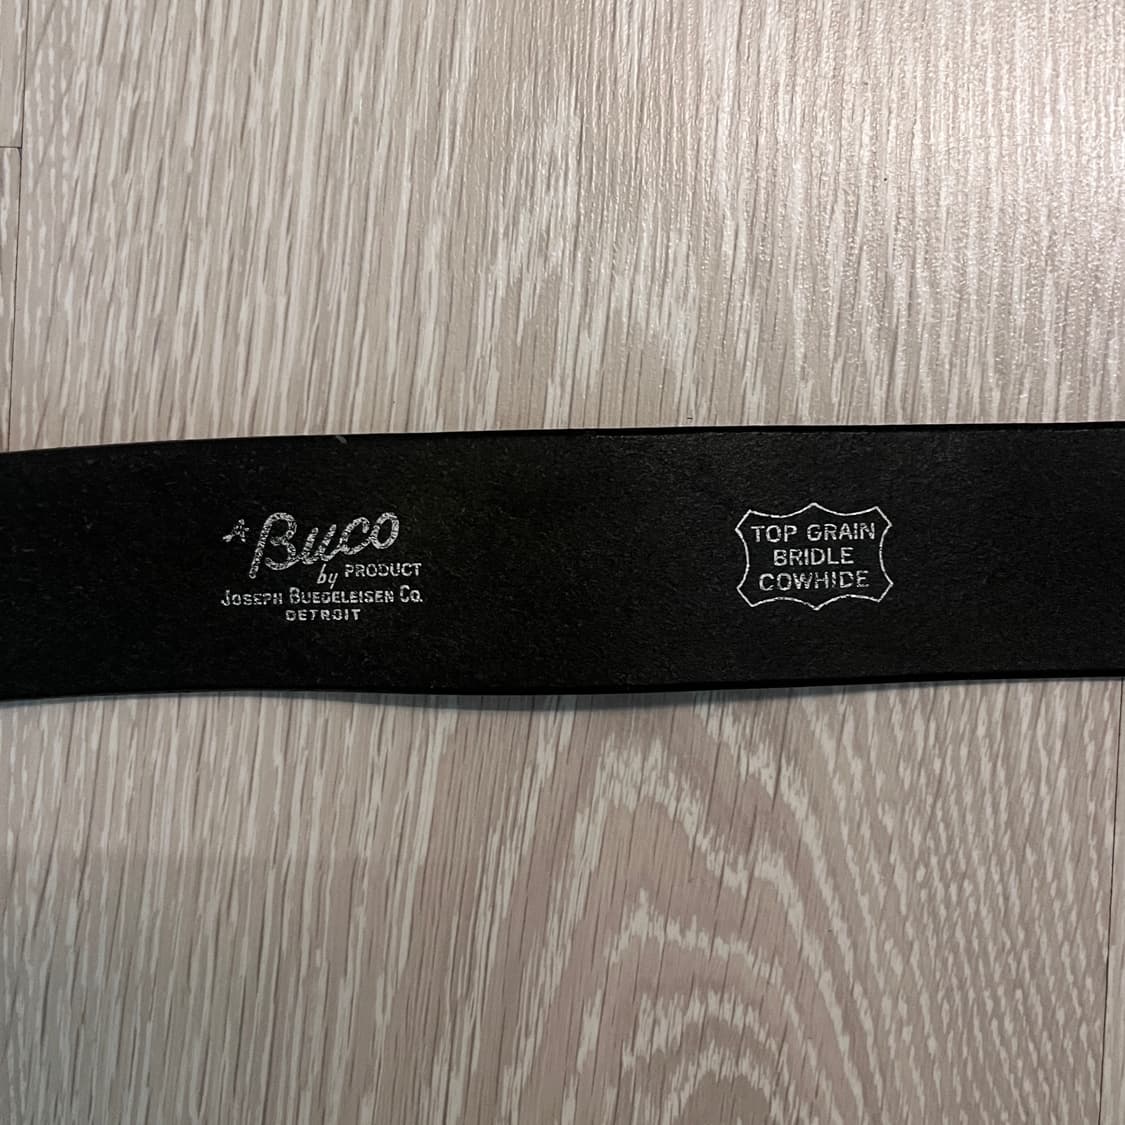 A Buco
by PRODUCT
JOSEPH BUEGELEISEN CO.
DETROIT
TOP GRAIN
BRIDLE
COWHIDE